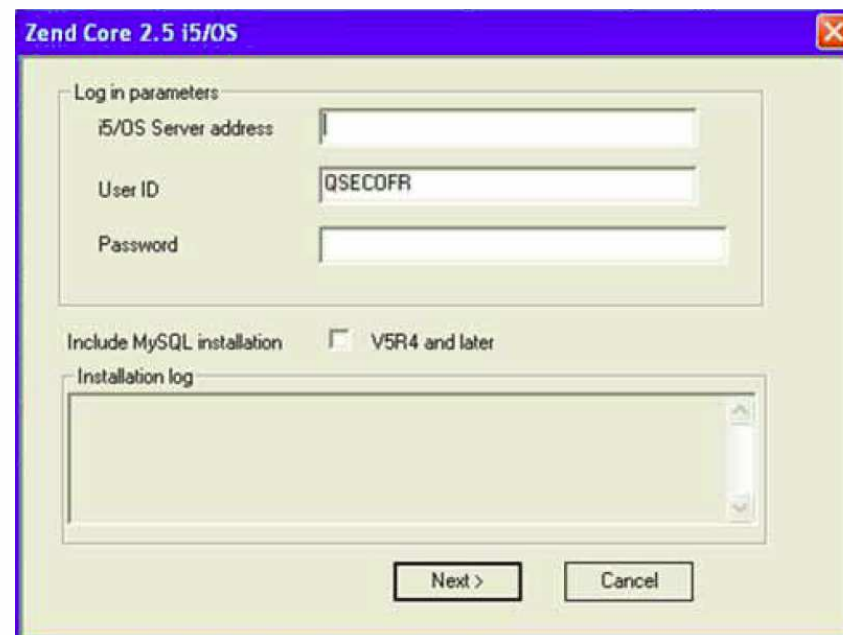 Zend Core 2.5 i5/OS
Log in parameters
i5/OS Server address
User ID QSECOFR
Password
Include MySQL installation V5R4 and later
Installation log
Next > Cancel